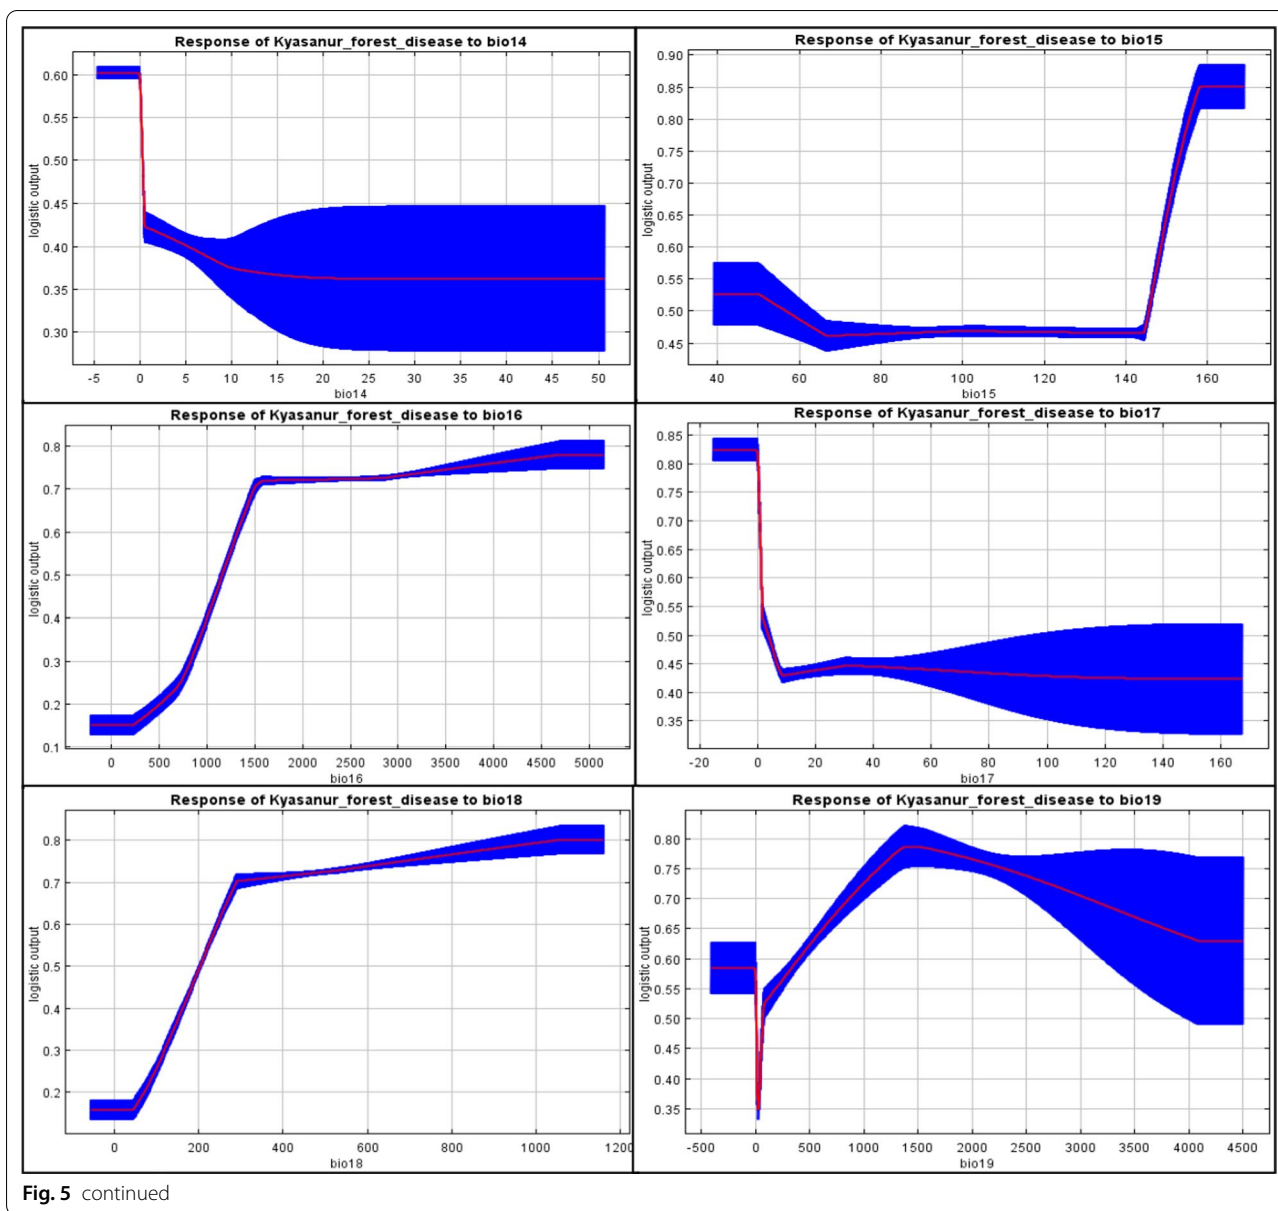 Response of Kyasanur_forest_disease to bio14
logistic output
0.60
0.55
0.50
0.45
0.40
0.35
0.30
-5 0 5 10 15 20 25 30 35 40 45 50
bio14
Response of Kyasanur_forest_disease to bio15
logistic output
0.90
0.85
0.80
0.75
0.70
0.65
0.60
0.55
0.50
0.45
40 60 80 100 120 140 160
bio15
Response of Kyasanur_forest_disease to bio16
logistic output
0.8
0.7
0.6
0.5
0.4
0.3
0.2
0.1
0 500 1000 1500 2000 2500 3000 3500 4000 4500 5000
bio16
Response of Kyasanur_forest_disease to bio17
logistic output
0.85
0.80
0.75
0.70
0.65
0.60
0.55
0.50
0.45
0.40
0.35
-20 0 20 40 60 80 100 120 140 160
bio17
Response of Kyasanur_forest_disease to bio18
logistic output
0.8
0.7
0.6
0.5
0.4
0.3
0.2
0 200 400 600 800 1000 1200
bio18
Response of Kyasanur_forest_disease to bio19
logistic output
0.80
0.75
0.70
0.65
0.60
0.55
0.50
0.45
0.40
0.35
-500 0 500 1000 1500 2000 2500 3000 3500 4000 4500
bio19
Fig. 5 continued